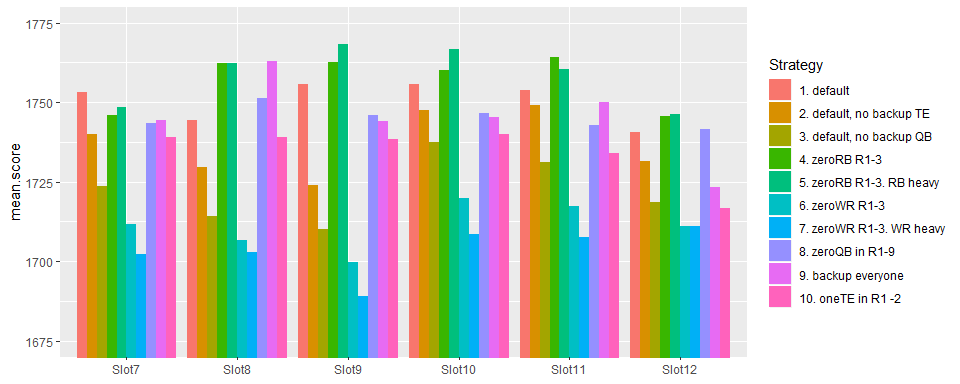 mean.score
1775
1750
1725
1700
1675
Slot7 Slot8 Slot9 Slot10 Slot11 Slot12
Strategy
1. default
2. default, no backup TE
3. default, no backup QB
4. zeroRB R1-3
5. zeroRB R1-3. RB heavy
6. zeroWR R1-3
7. zeroWR R1-3. WR heavy
8. zeroQB in R1-9
9. backup everyone
10. oneTE in R1 -2